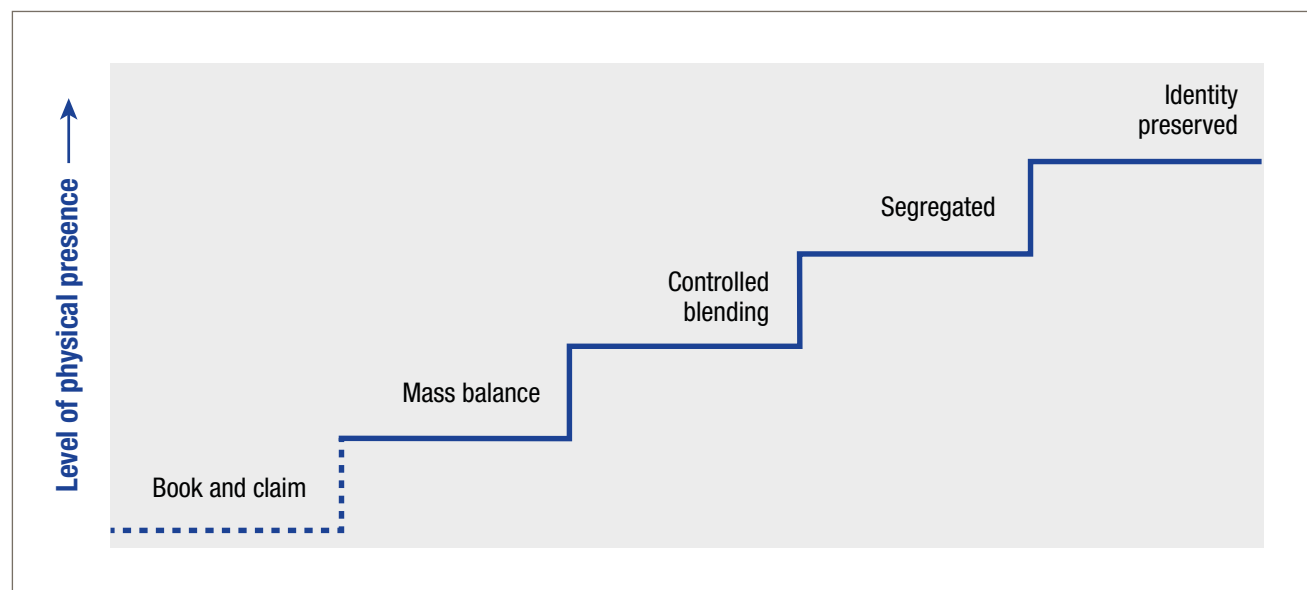 Level of physical presence
Book and claim
Mass balance
Controlled
blending
Segregated
Identity
preserved